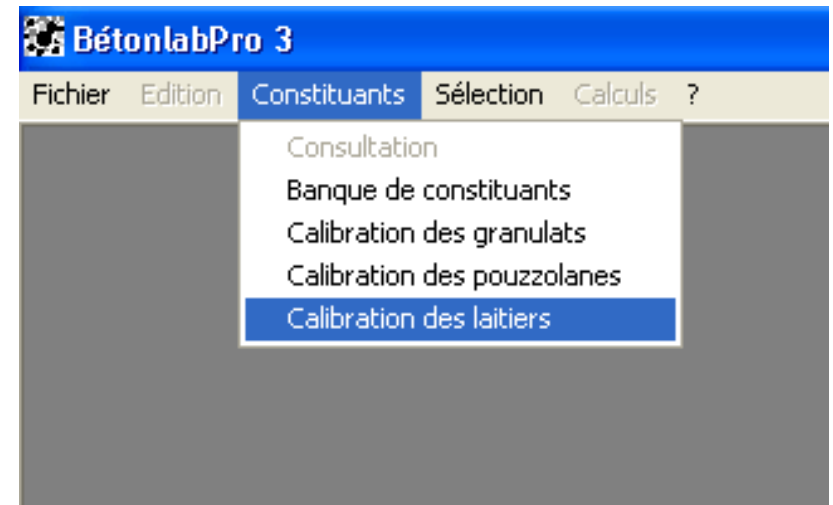 BétonlabPro 3
Fichier Edition Constituants Sélection Calculs ?
Consultation
Banque de constituants
Calibration des granulats
Calibration des pouzzolanes
Calibration des laitiers